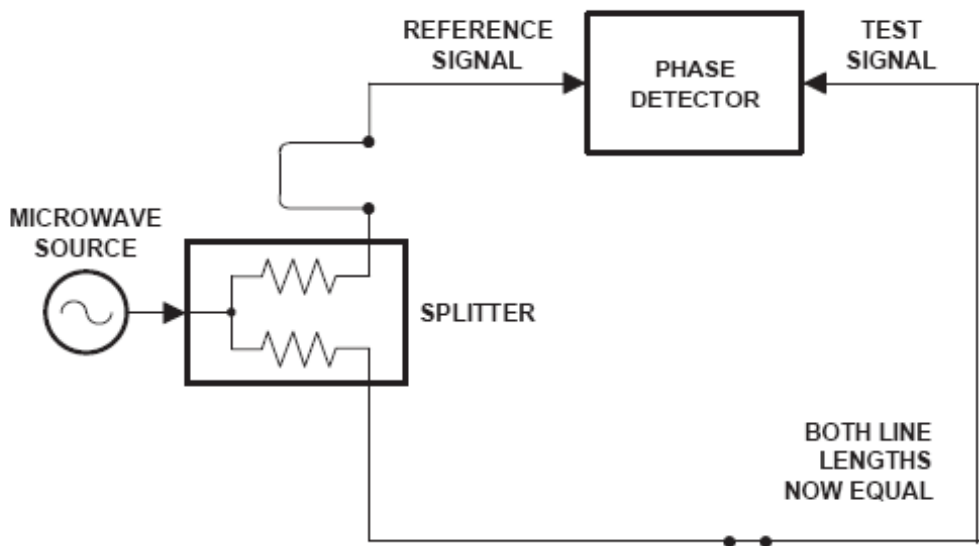 REFERENCE
SIGNAL
PHASE
DETECTOR
TEST
SIGNAL
MICROWAVE
SOURCE
SPLITTER
BOTH LINE
LENGTHS
NOW EQUAL